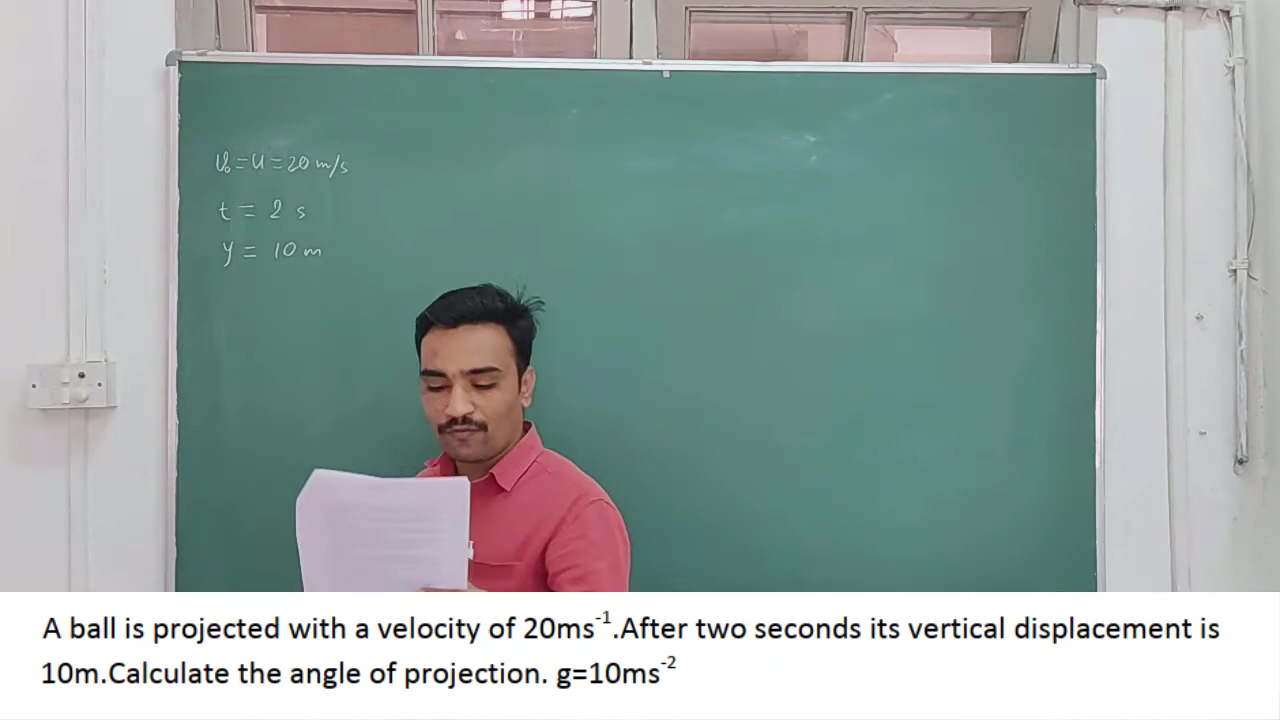 v₀ = u = 20 m/s
t = 2 s
y = 10 m
A ball is projected with a velocity of 20ms⁻¹.After two seconds its vertical displacement is
10m.Calculate the angle of projection. g=10ms⁻²